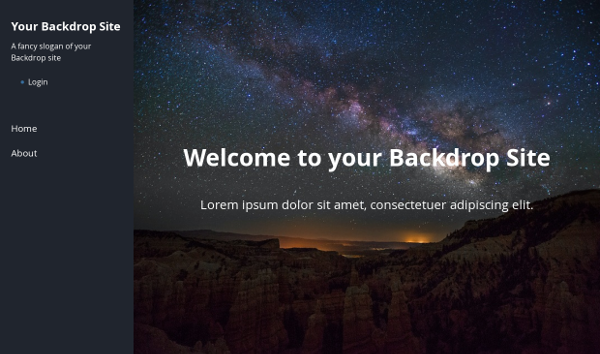 Your Backdrop Site
A fancy slogan of your
Backdrop site
Login
Home
About
Welcome to your Backdrop Site
Lorem ipsum dolor sit amet, consectetuer adipiscing elit.